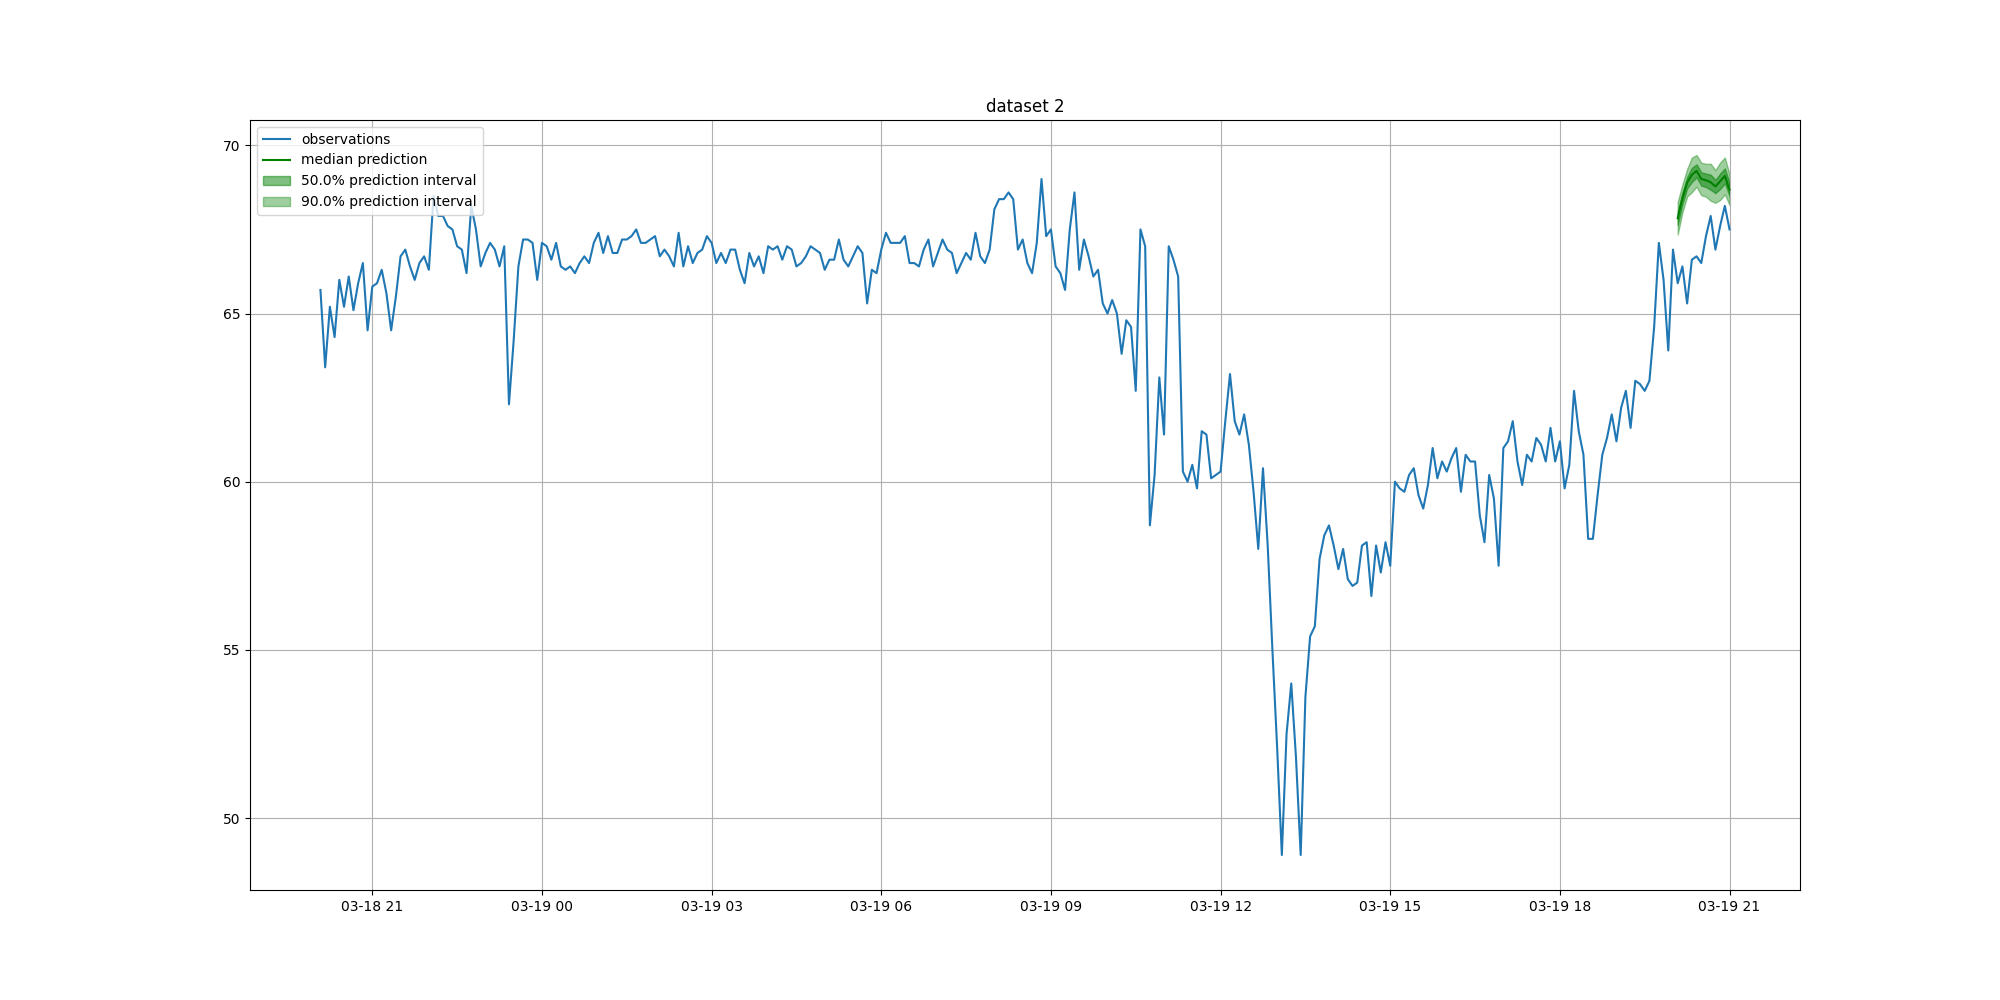 dataset 2
observations
median prediction
50.0% prediction interval
90.0% prediction interval
70
65
60
55
50
03-18 21
03-19 00
03-19 03
03-19 06
03-19 09
03-19 12
03-19 15
03-19 18
03-19 21